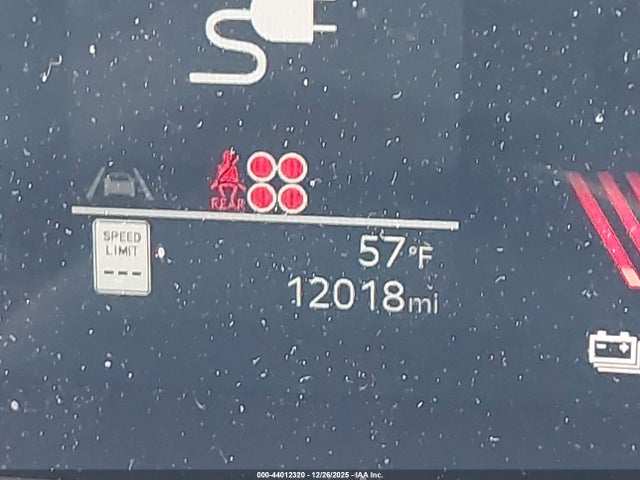 REAR
SPEED
LIMIT
---
57°F
12018mi
000-44012320 - 12/26/2025 - IAA Inc.